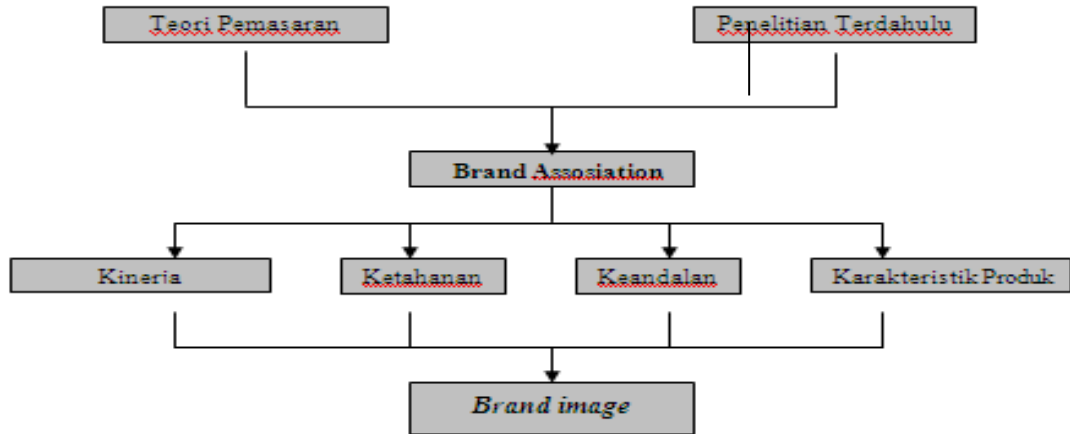 Teori Pemasaran
Penelitian Terdahulu
Brand Assosiation
Kinerja
Ketahanan
Keandalan
Karakteristik Produk
Brand image